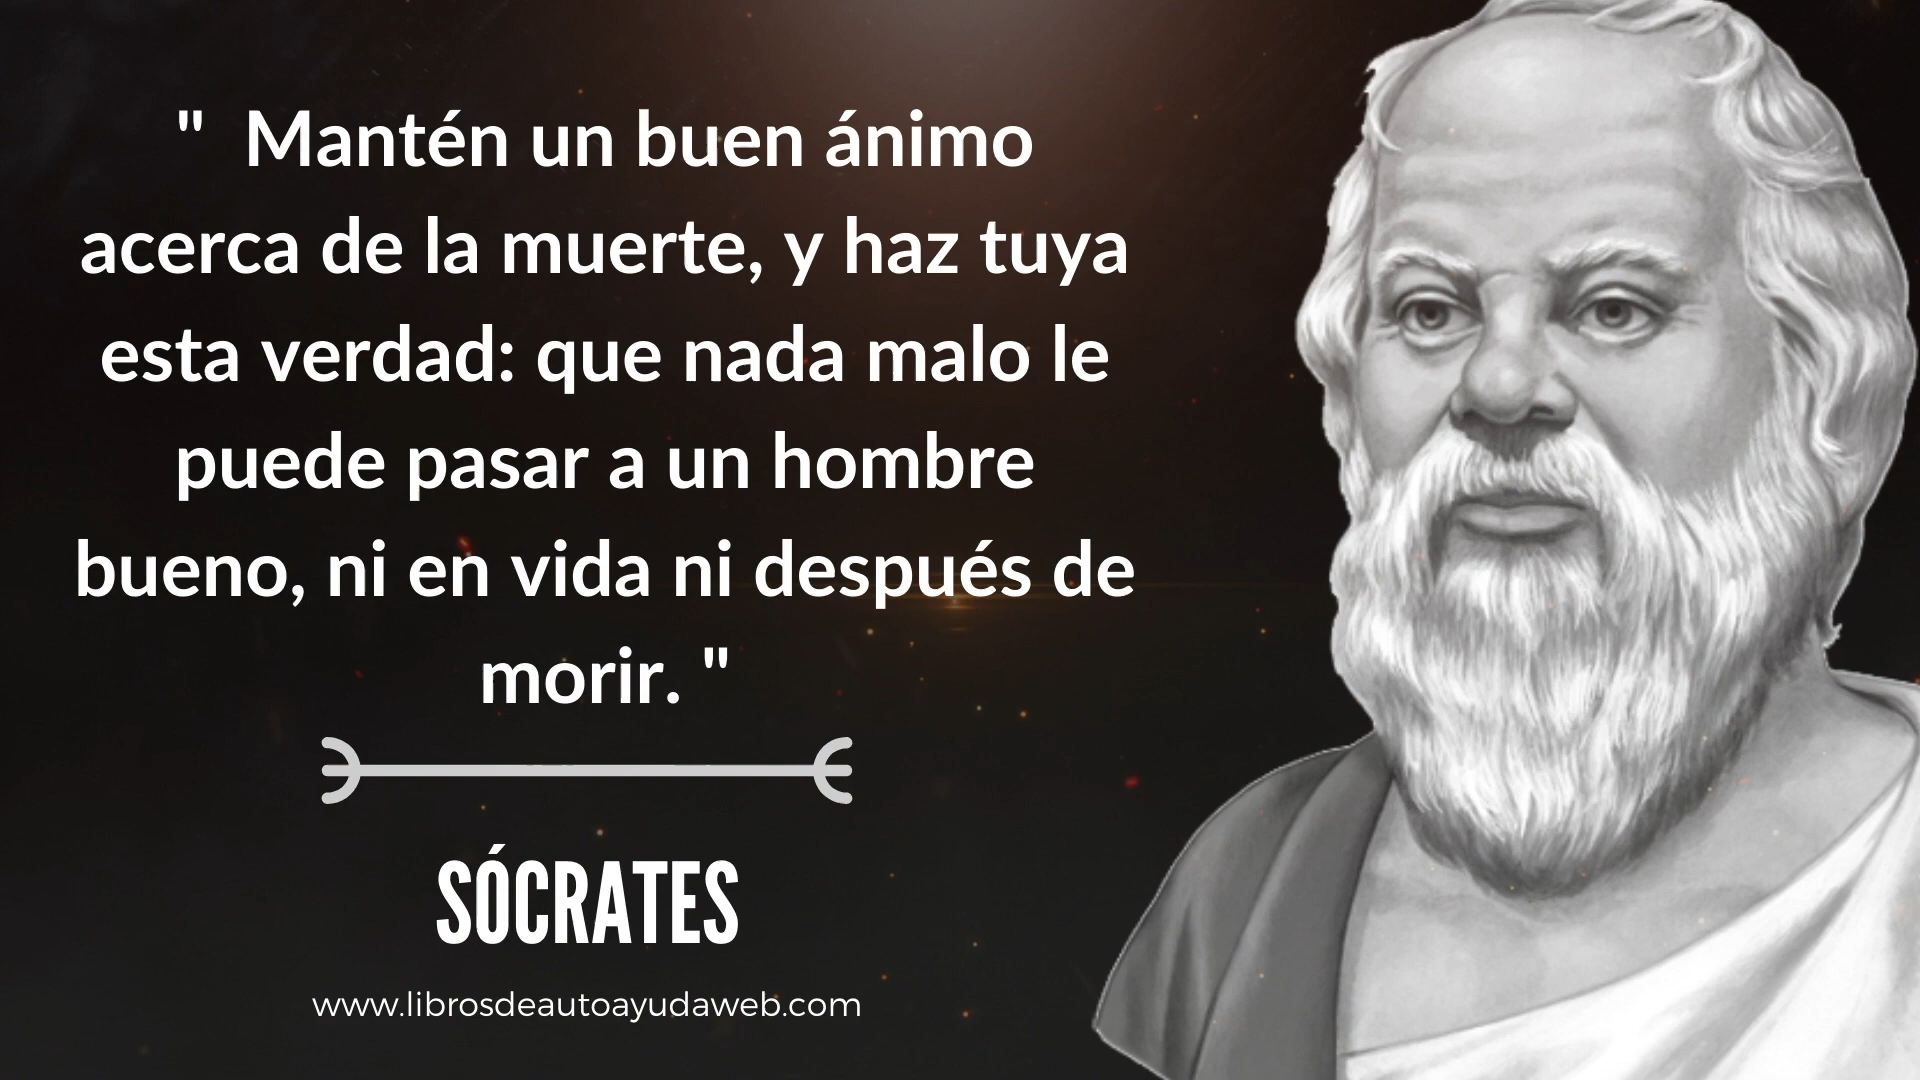 " Mantén un buen ánimo
acerca de la muerte, y haz tuya
esta verdad: que nada malo le
puede pasar a un hombre
bueno, ni en vida ni después de
morir. "
SÓCRATES
www.librosdeautoayudaweb.com